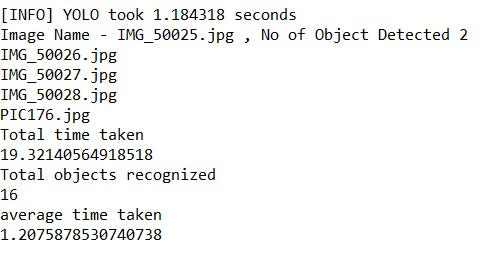 [INFO] YOLO took 1.184318 seconds
Image Name - IMG_50025.jpg , No of Object Detected 2
IMG_50026.jpg
IMG_50027.jpg
IMG_50028.jpg
PIC176.jpg
Total time taken
19.32140564918518
Total objects recognized
16
average time taken
1.2075878530740738